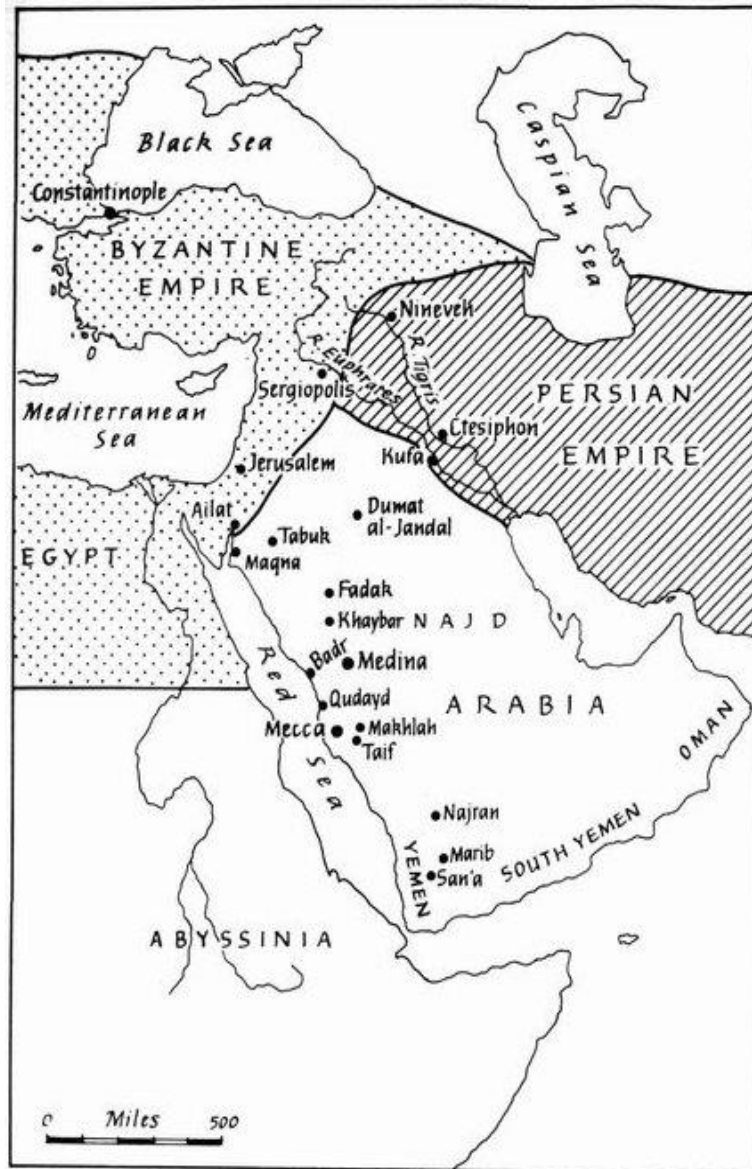 Black Sea
Caspian Sea
Constantinople
BYZANTINE
EMPIRE
Nineveh
R. Euphrares
R. Tigris
Sergiopolis
PERSIAN
EMPIRE
Mediterranean
Sea
Ctesiphon
Jerusalem
Kufa
Ailat
Dumat
al-Jandal
Tabuk
EGYPT
Maqna
Fadak
Khaybar
NAJD
Red Sea
Badr
Medina
Qudayd
ARABIA
Mecca
Makhlah
Taif
OMAN
Najran
YEMEN
Marib
SOUTH YEMEN
San'a
ABYSSINIA
0 Miles 500